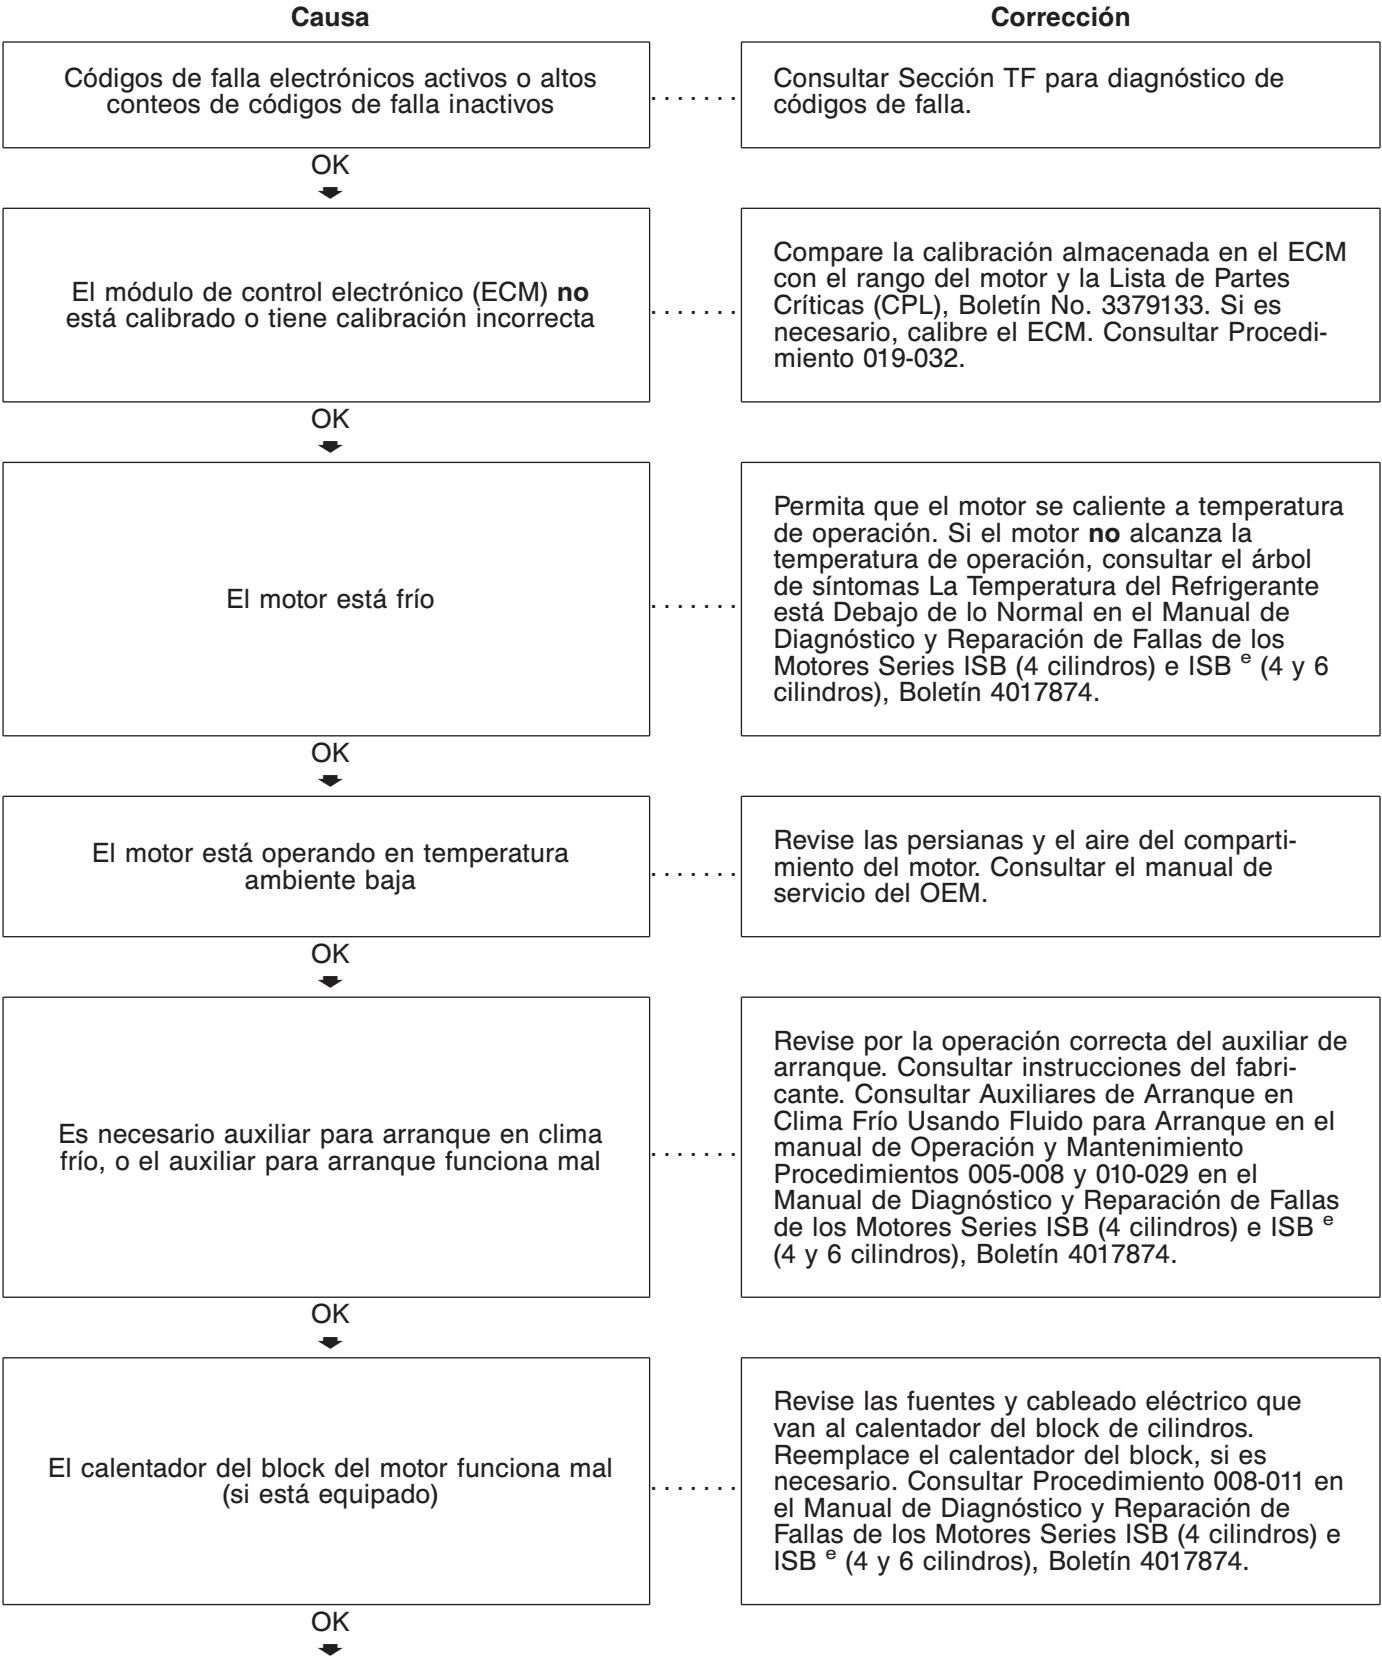 Causa
Corrección
Códigos de falla electrónicos activos o altos
conteos de códigos de falla inactivos
.......
Consultar Sección TF para diagnóstico de
códigos de falla.
OK
El módulo de control electrónico (ECM) no
está calibrado o tiene calibración incorrecta
.......
Compare la calibración almacenada en el ECM
con el rango del motor y la Lista de Partes
Críticas (CPL), Boletín No. 3379133. Si es
necesario, calibre el ECM. Consultar Procedi-
miento 019-032.
OK
El motor está frío
.......
Permita que el motor se caliente a temperatura
de operación. Si el motor no alcanza la
temperatura de operación, consultar el árbol
de síntomas La Temperatura del Refrigerante
está Debajo de lo Normal en el Manual de
Diagnóstico y Reparación de Fallas de los
Motores Series ISB (4 cilindros) e ISB e (4 y 6
cilindros), Boletín 4017874.
OK
El motor está operando en temperatura
ambiente baja
.......
Revise las persianas y el aire del comparti-
miento del motor. Consultar el manual de
servicio del OEM.
OK
Es necesario auxiliar para arranque en clima
frío, o el auxiliar para arranque funciona mal
.......
Revise por la operación correcta del auxiliar de
arranque. Consultar instrucciones del fabri-
cante. Consultar Auxiliares de Arranque en
Clima Frío Usando Fluido para Arranque en el
manual de Operación y Mantenimiento
Procedimientos 005-008 y 010-029 en el
Manual de Diagnóstico y Reparación de Fallas
de los Motores Series ISB (4 cilindros) e ISB e
(4 y 6 cilindros), Boletín 4017874.
OK
El calentador del block del motor funciona mal
(si está equipado)
.......
Revise las fuentes y cableado eléctrico que
van al calentador del block de cilindros.
Reemplace el calentador del block, si es
necesario. Consultar Procedimiento 008-011 en
el Manual de Diagnóstico y Reparación de
Fallas de los Motores Series ISB (4 cilindros) e
ISB e (4 y 6 cilindros), Boletín 4017874.
OK